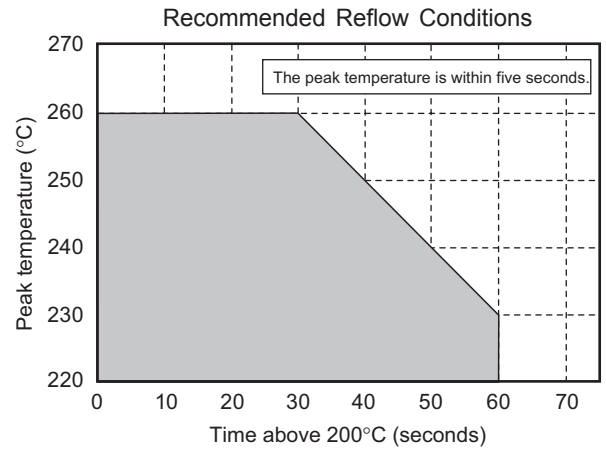 Recommended Reflow Conditions
270
The peak temperature is within five seconds.
260
250
240
230
220
Peak temperature (°C)
0 10 20 30 40 50 60 70
Time above 200°C (seconds)